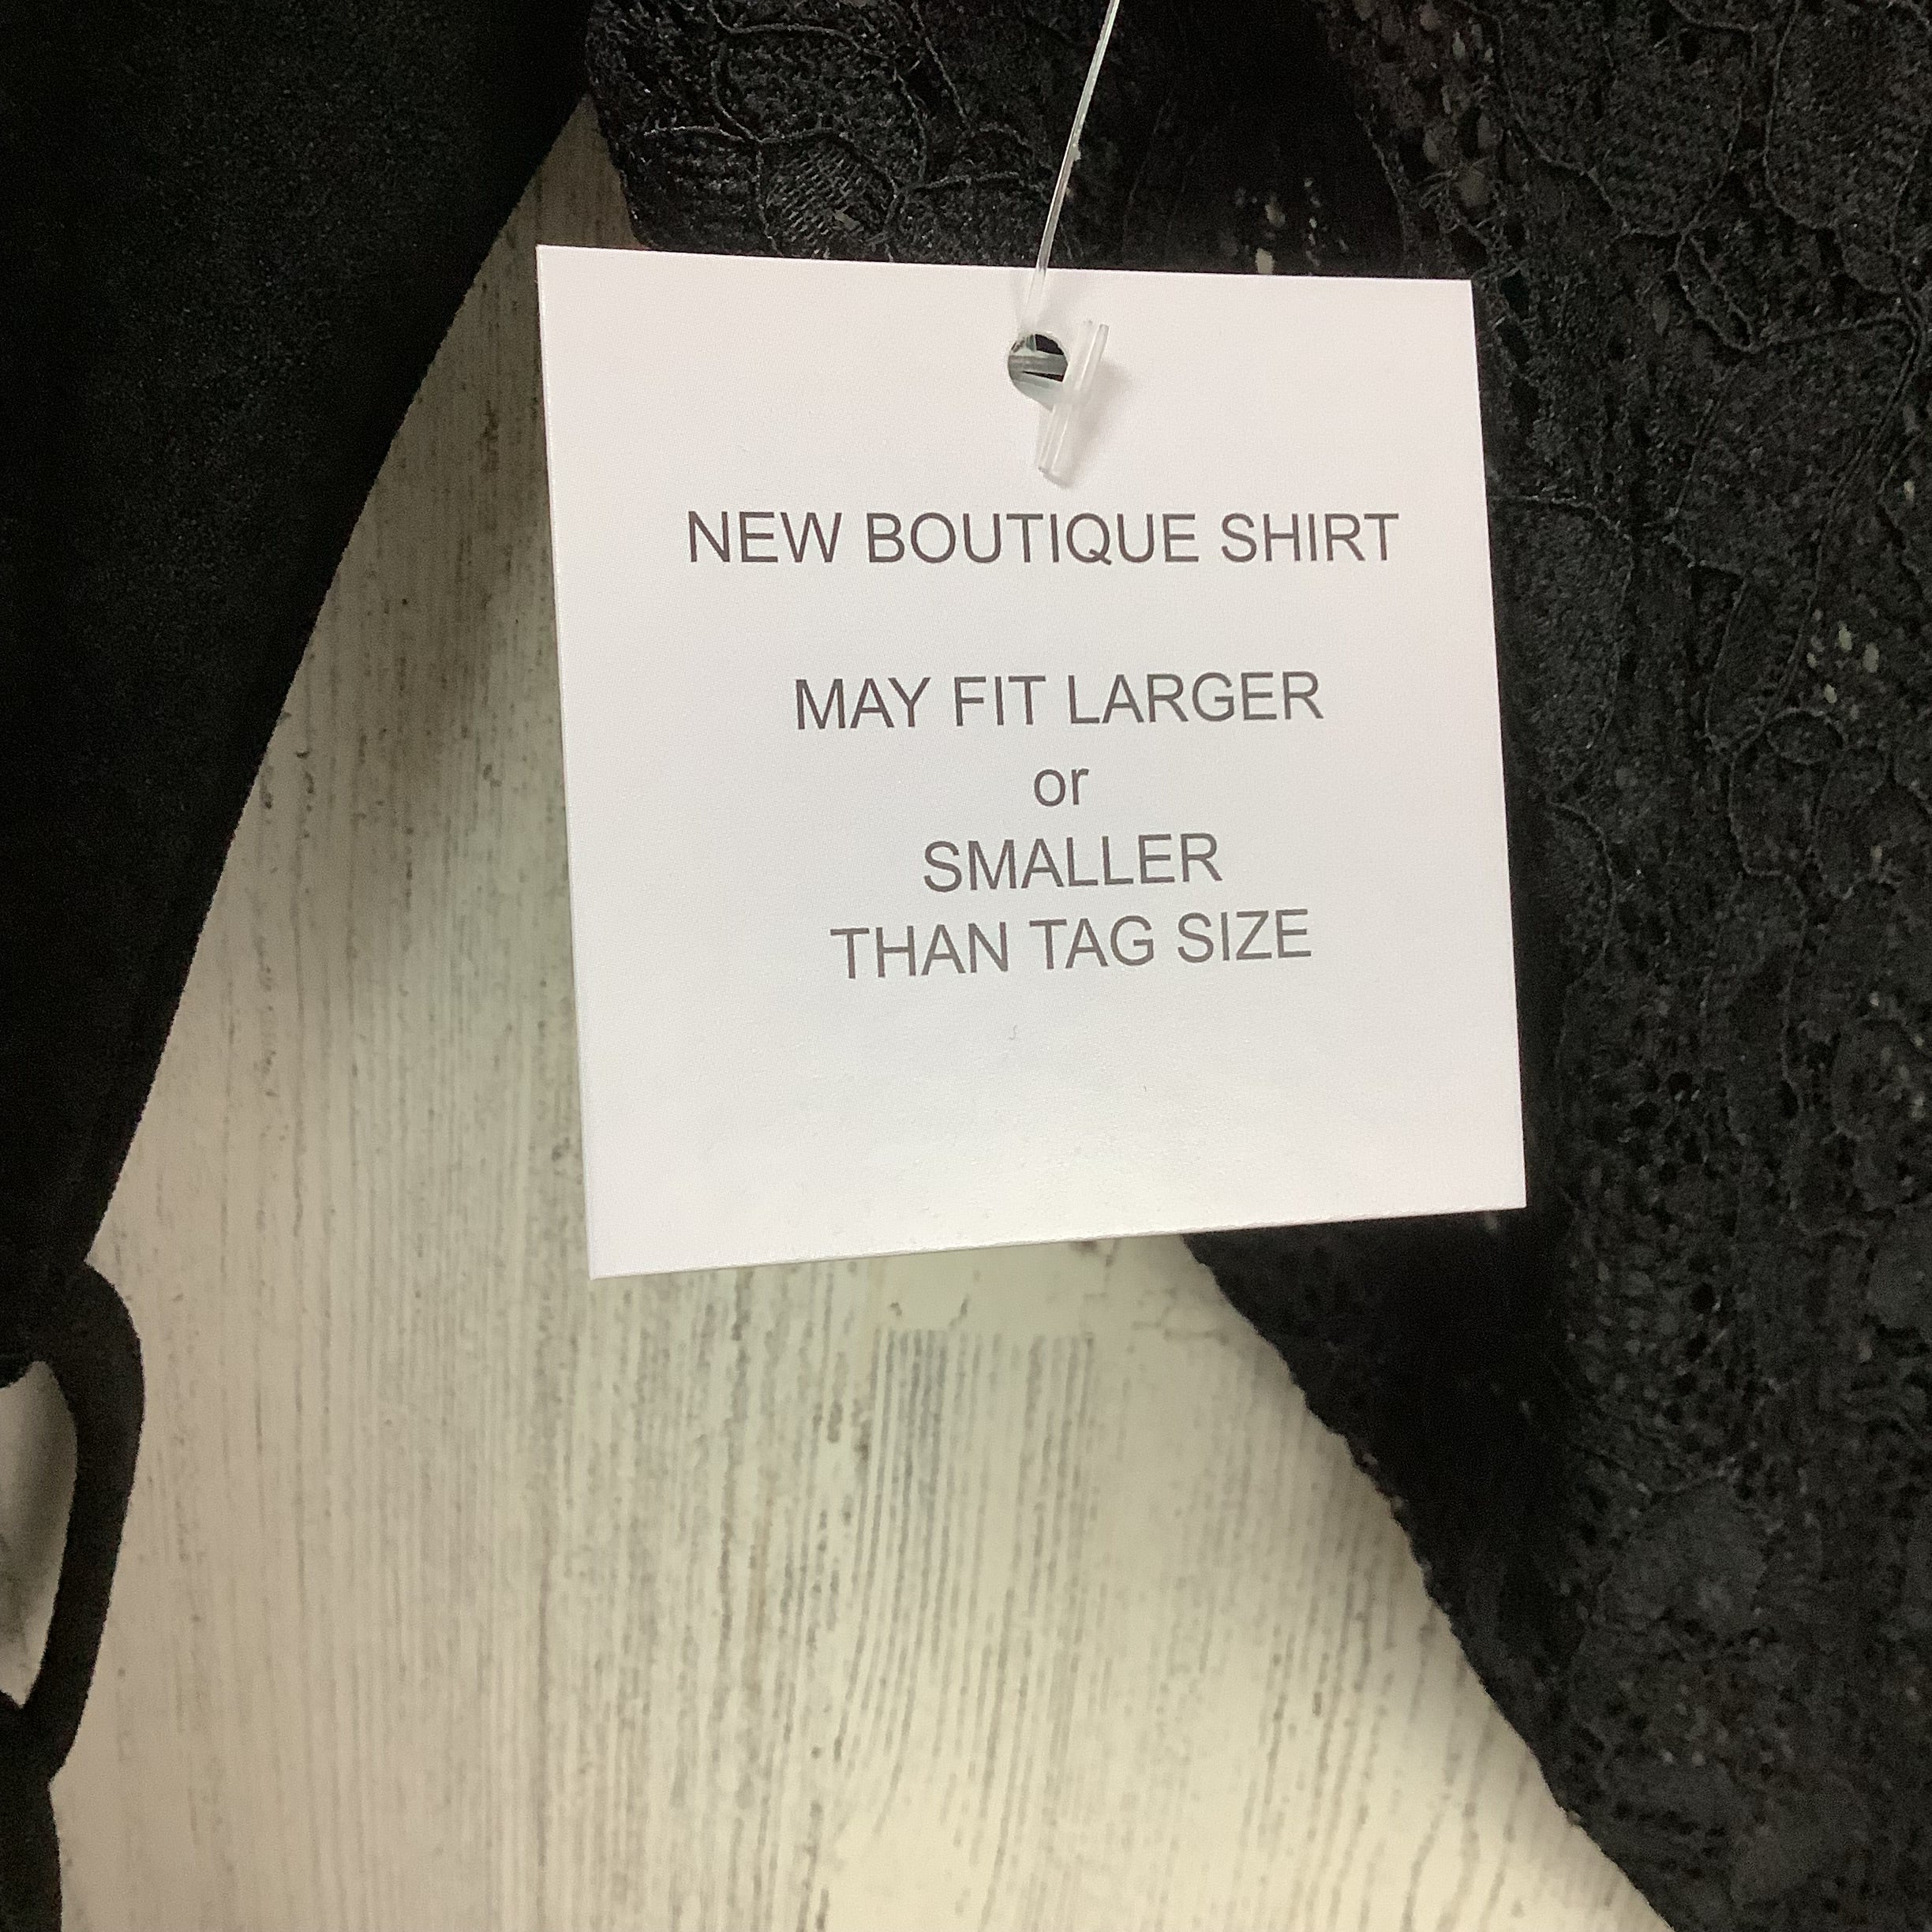 NEW BOUTIQUE SHIRT
MAY FIT LARGER
or
SMALLER
THAN TAG SIZE